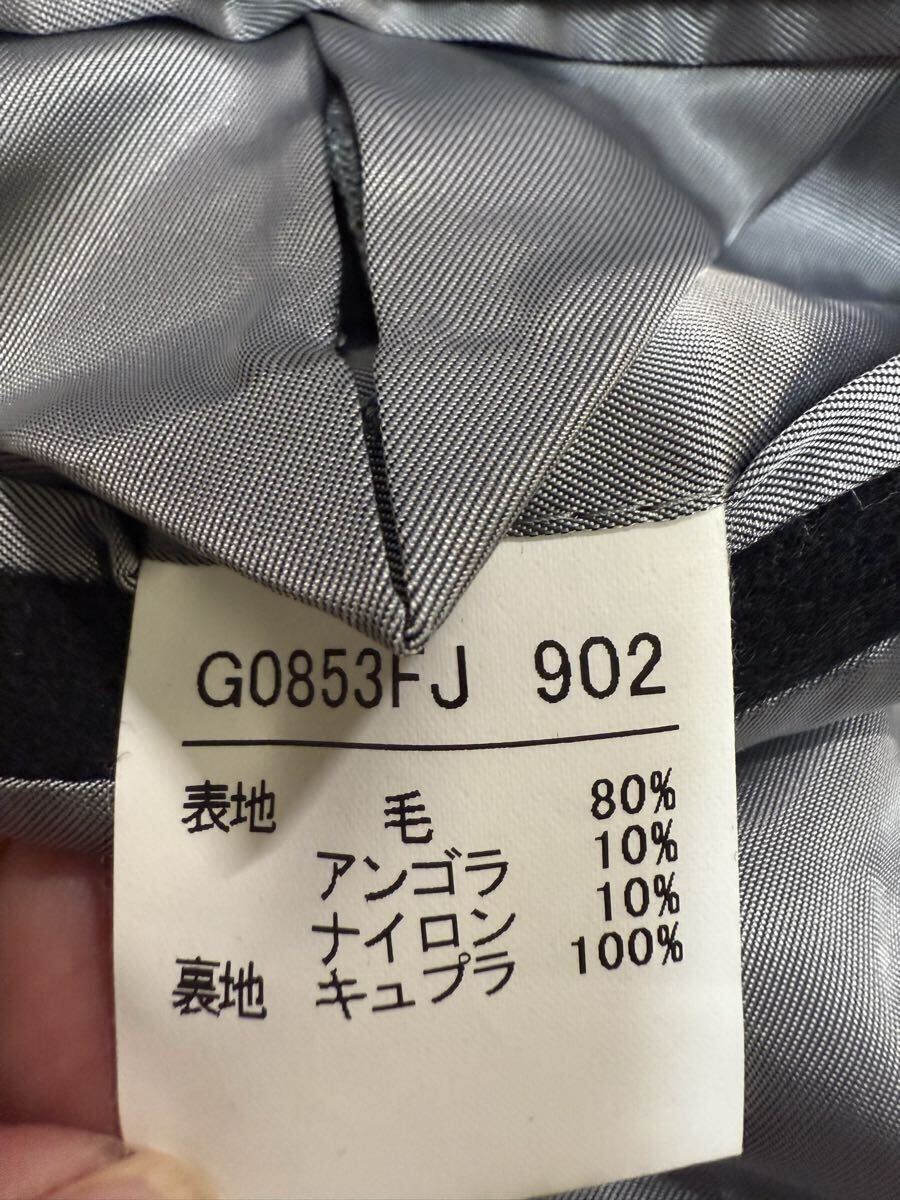 G0853FJ 902
表地 毛 80%
アンゴラ 10%
ナイロン 10%
裏地 キュプラ 100%